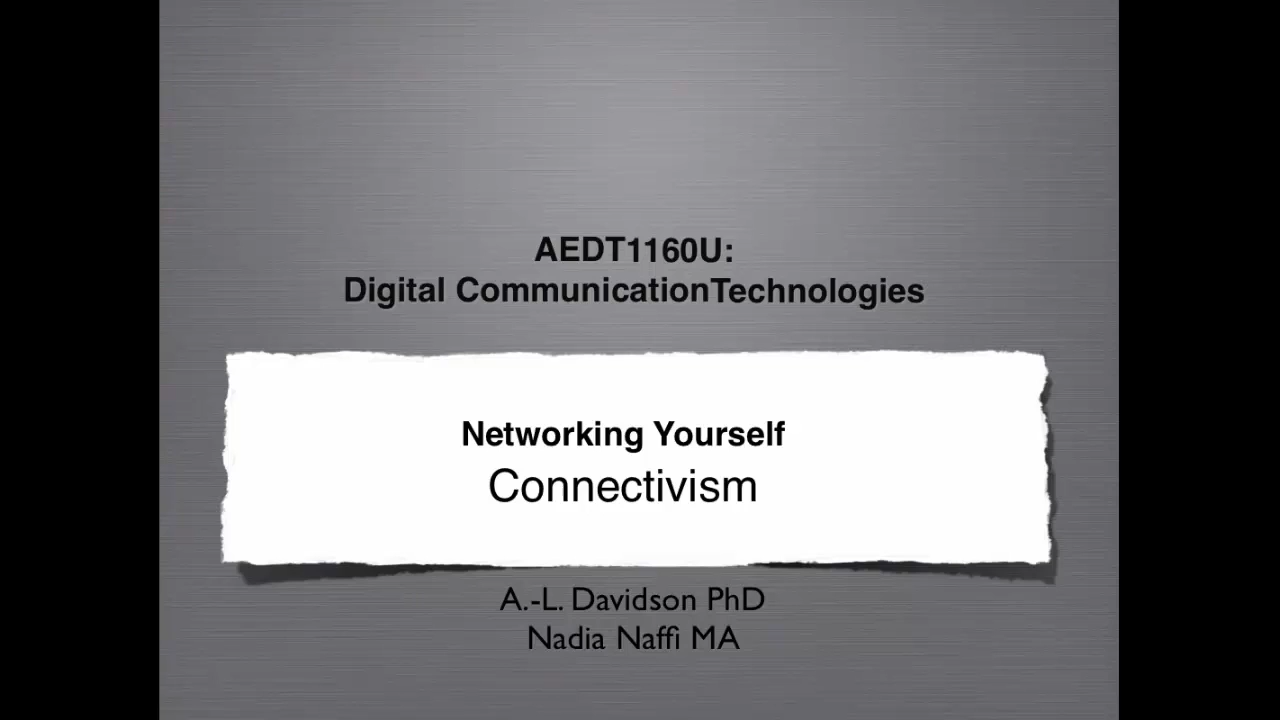 AEDT1160U:
Digital CommunicationTechnologies
Networking Yourself
Connectivism
A.-L. Davidson PhD
Nadia Naffi MA